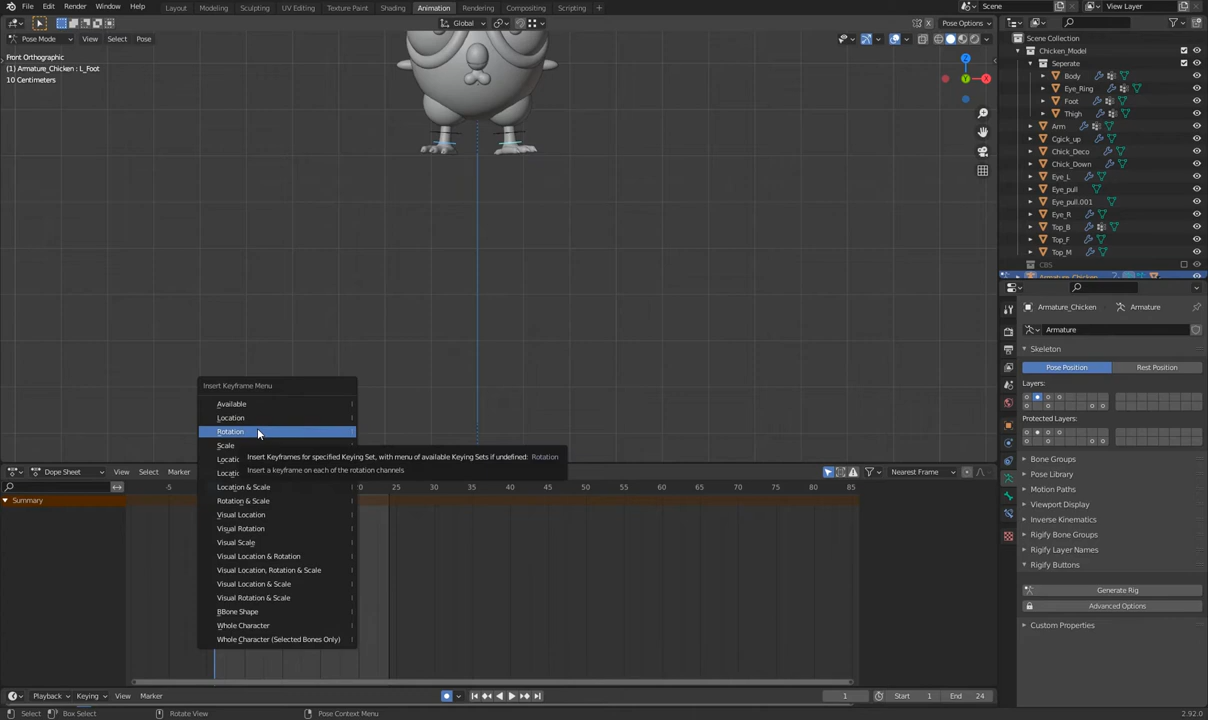 File Edit Render Window Help
Layout Modeling Sculpting UV Editing Texture Paint Shading Animation Rendering Compositing Scripting +
Scene
View Layer
Global
Pose Options
Pose Mode View Select Pose
Front Orthographic
(1) Armature_Chicken : L_Foot
10 Centimeters
X
Y
Z
Scene Collection
Chicken_Model
Seperate
Body
Eye_Ring
Foot
Thigh
Arm
Cgick_up
Chick_Deco
Chick_Down
Eye_L
Eye_pull
Eye_pull.001
Eye_R
Top_B
Top_F
Top_M
CBS
Armature_Chicken
Armature_Chicken Armature
Armature
Skeleton
Pose Position Rest Position
Layers:
Protected Layers:
Bone Groups
Pose Library
Motion Paths
Viewport Display
Inverse Kinematics
Rigify Bone Groups
Rigify Layer Names
Rigify Buttons
Generate Rig
Advanced Options
Custom Properties
Insert Keyframe Menu
Available I
Location I
Rotation I
Scale I
Locatio
Locatio
Insert Keyframes for specified Keying Set, with menu of available Keying Sets if undefined: Rotation
Insert a keyframe on each of the rotation channels
Location & Scale I
Rotation & Scale I
Visual Location I
Visual Rotation I
Visual Scale I
Visual Location & Rotation I
Visual Location, Rotation & Scale I
Visual Location & Scale I
Visual Rotation & Scale I
BBone Shape I
Whole Character I
Whole Character (Selected Bones Only) I
Dope Sheet View Select Marker
Nearest Frame
-5 20 25 30 35 40 45 50 55 60 65 70 75 80 85
Summary
Playback Keying View Marker
1 Start 1 End 24
Select Box Select Rotate View Pose Context Menu 2.92.0